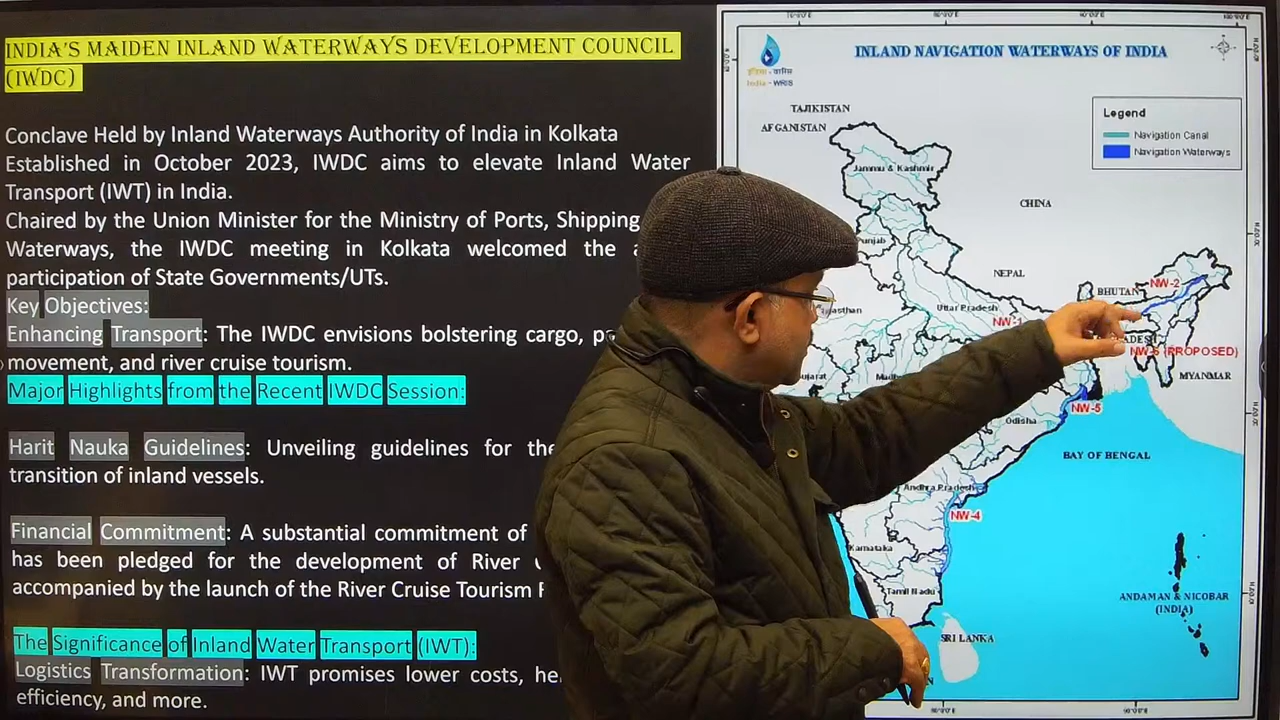 INDIA'S MAIDEN INLAND WATERWAYS DEVELOPMENT COUNCIL
(IWDC)
Conclave Held by Inland Waterways Authority of India in Kolkata
Established in October 2023, IWDC aims to elevate Inland Water
Transport (IWT) in India.
Chaired by the Union Minister for the Ministry of Ports, Shipping
Waterways, the IWDC meeting in Kolkata welcomed the
participation of State Governments/UTs.
Key Objectives:
Enhancing Transport: The IWDC envisions bolstering cargo,
movement, and river cruise tourism.
Major Highlights from the Recent IWDC Session:
Harit Nauka Guidelines: Unveiling guidelines for the
transition of inland vessels.
Financial Commitment: A substantial commitment of
has been pledged for the development of River
accompanied by the launch of the River Cruise Tourism
The Significance of Inland Water Transport (IWT):
Logistics Transformation: IWT promises lower costs,
efficiency, and more.
INLAND NAVIGATION WATERWAYS OF INDIA
इंडिया - वारिस
India - WRIS
Legend
Navigation Canal
Navigation Waterways
TAJIKISTAN
AFGANISTAN
Jammu & Kashmir
CHINA
Punjab
NEPAL
BHUTAN
NW-2
Uttar Pradesh
NW-1
NW-6 (PROPOSED)
MYANMAR
NW-5
Odisha
BAY OF BENGAL
Andhra Pradesh
NW-4
Karnataka
Tamil Nadu
ANDAMAN & NICOBAR
(INDIA)
SRI LANKA